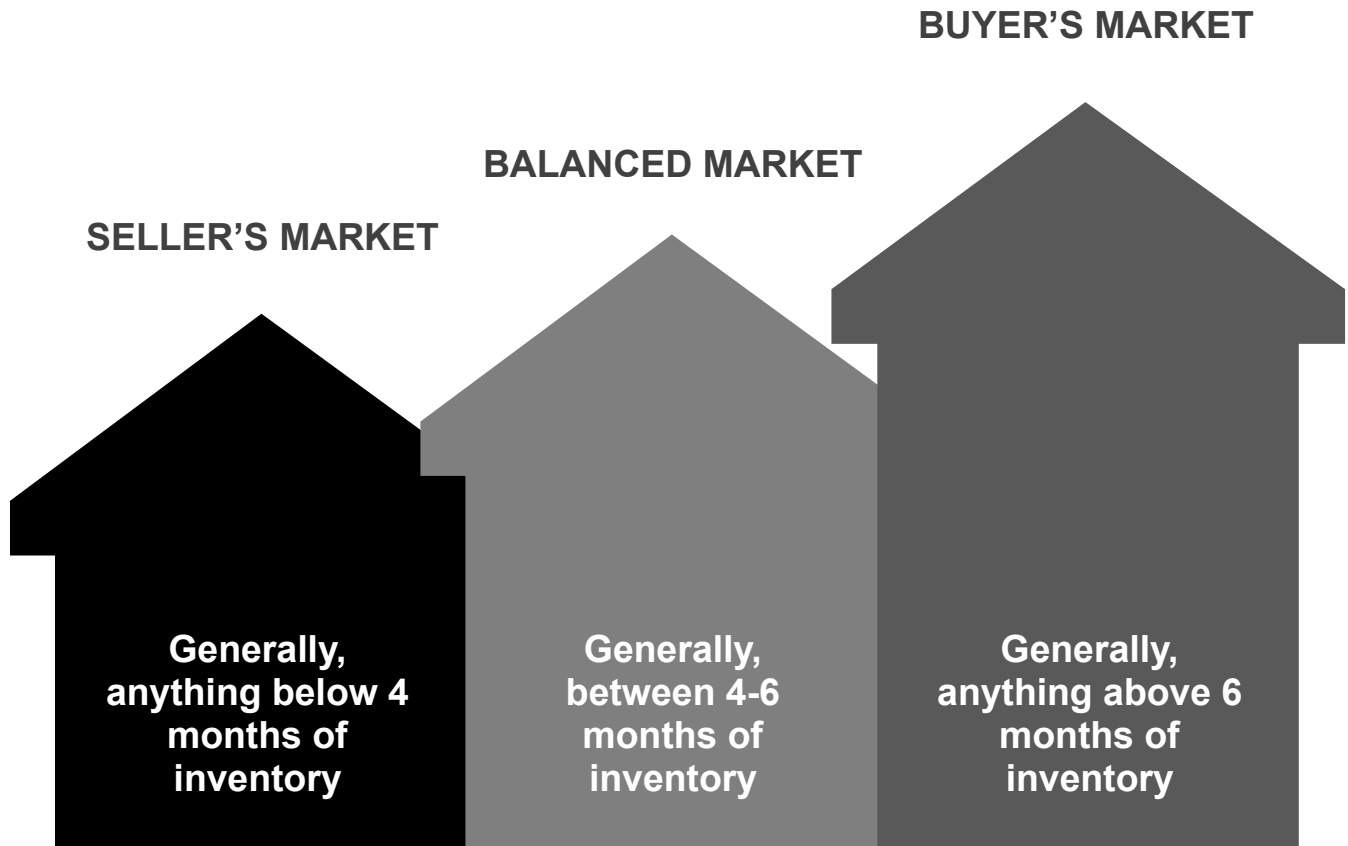 BUYER’S MARKET
BALANCED MARKET
SELLER’S MARKET
Generally,
anything below 4
months of
inventory
Generally,
between 4-6
months of
inventory
Generally,
anything above 6
months of
inventory